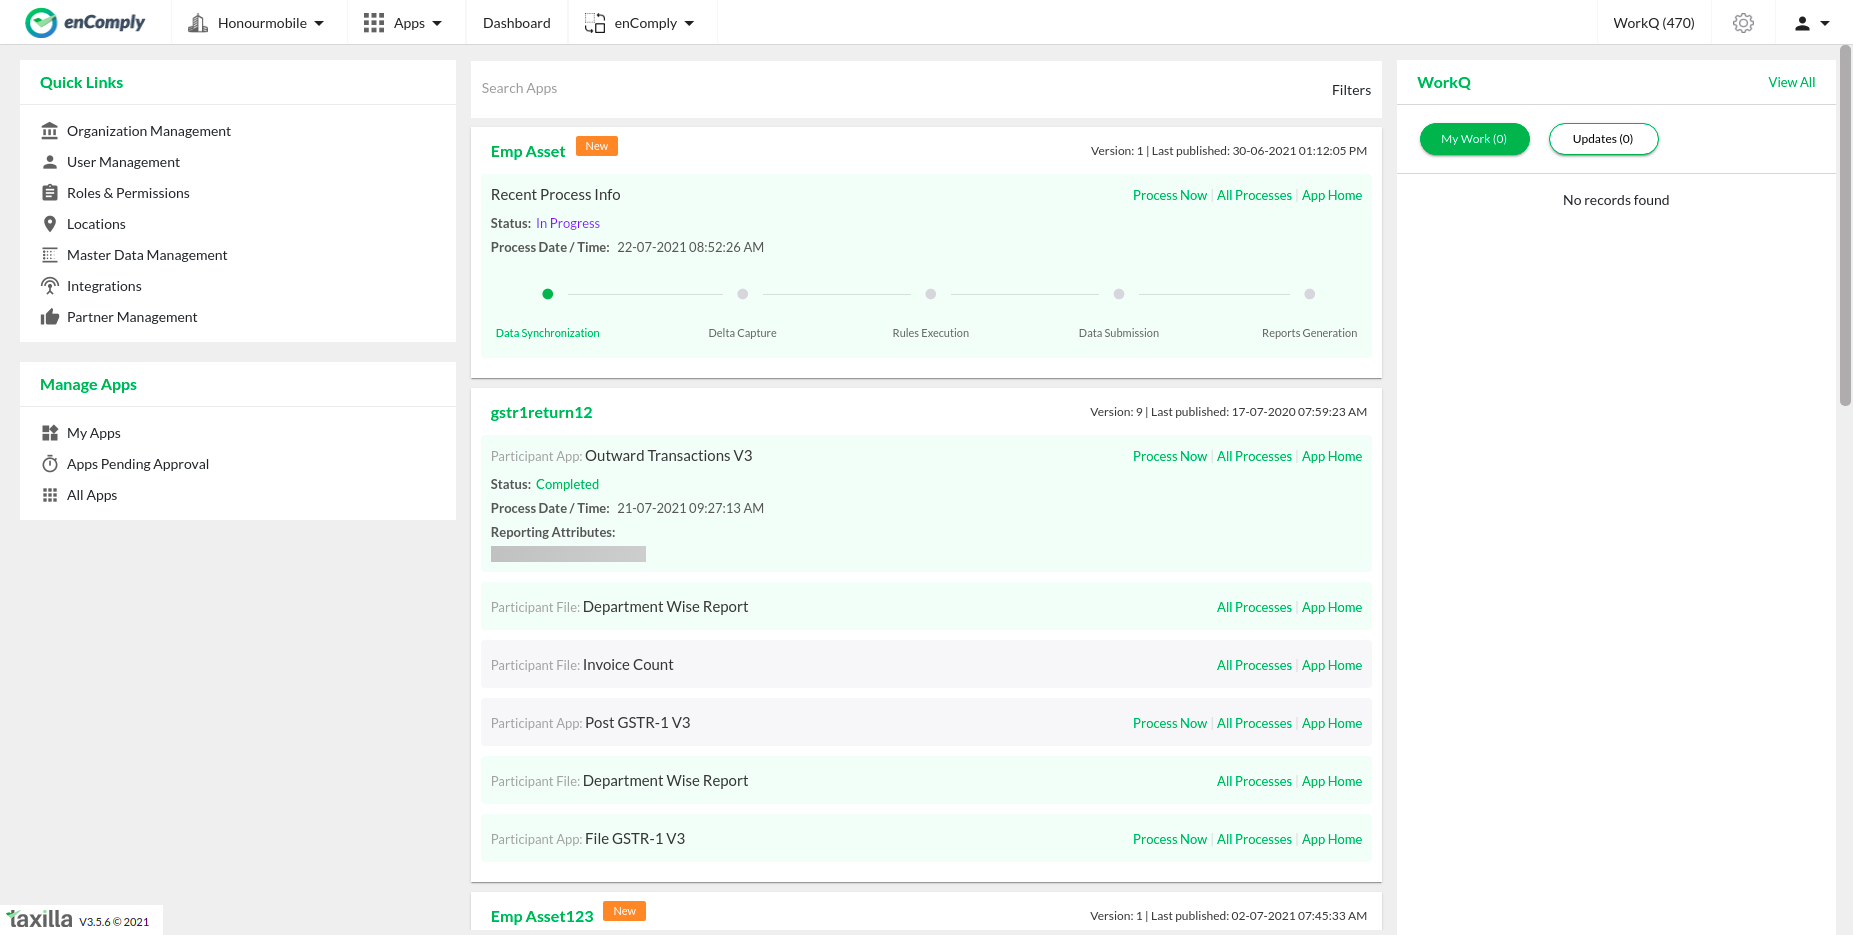 enComply
Honourmobile
Apps
Dashboard
enComply
WorkQ (470)
Quick Links
Organization Management
User Management
Roles & Permissions
Locations
Master Data Management
Integrations
Partner Management
Manage Apps
My Apps
Apps Pending Approval
All Apps
Search Apps
Filters
Emp Asset New
Version: 1 | Last published: 30-06-2021 01:12:05 PM
Recent Process Info
Process Now | All Processes | App Home
Status: In Progress
Process Date / Time: 22-07-2021 08:52:26 AM
Data Synchronization
Delta Capture
Rules Execution
Data Submission
Reports Generation
gstr1return12
Version: 9 | Last published: 17-07-2020 07:59:23 AM
Participant App: Outward Transactions V3
Process Now | All Processes | App Home
Status: Completed
Process Date / Time: 21-07-2021 09:27:13 AM
Reporting Attributes:
Participant File: Department Wise Report
All Processes | App Home
Participant File: Invoice Count
All Processes | App Home
Participant App: Post GSTR-1 V3
Process Now | All Processes | App Home
Participant File: Department Wise Report
All Processes | App Home
Participant App: File GSTR-1 V3
Process Now | All Processes | App Home
Emp Asset123 New
Version: 1 | Last published: 02-07-2021 07:45:33 AM
WorkQ
View All
My Work (0)
Updates (0)
No records found
taxilla V3.5.6 © 2021